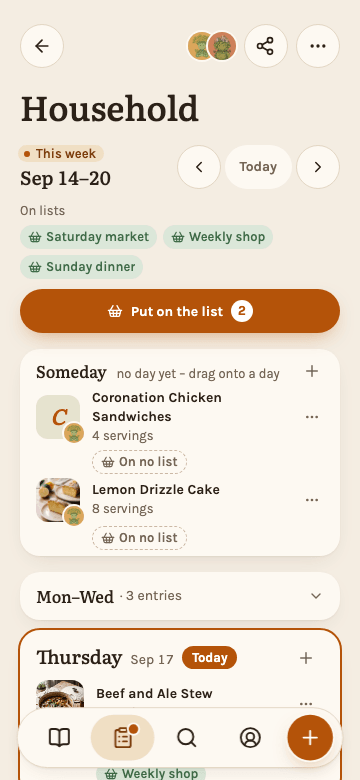 Household
This week
Sep 14–20
Today
On lists
Saturday market
Weekly shop
Sunday dinner
Put on the list 2
Someday no day yet – drag onto a day
C
Coronation Chicken
Sandwiches
4 servings
On no list
Lemon Drizzle Cake
8 servings
On no list
Mon–Wed · 3 entries
Thursday Sep 17 Today
Beef and Ale Stew
Weekly shop